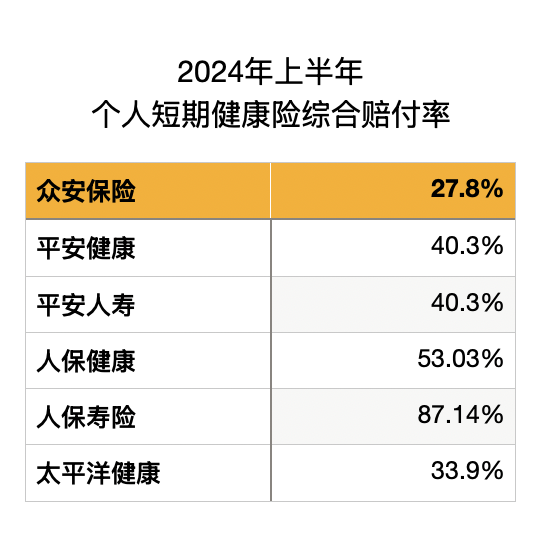 2024年上半年
个人短期健康险综合赔付率
众安保险 27.8%
平安健康 40.3%
平安人寿 40.3%
人保健康 53.03%
人保寿险 87.14%
太平洋健康 33.9%